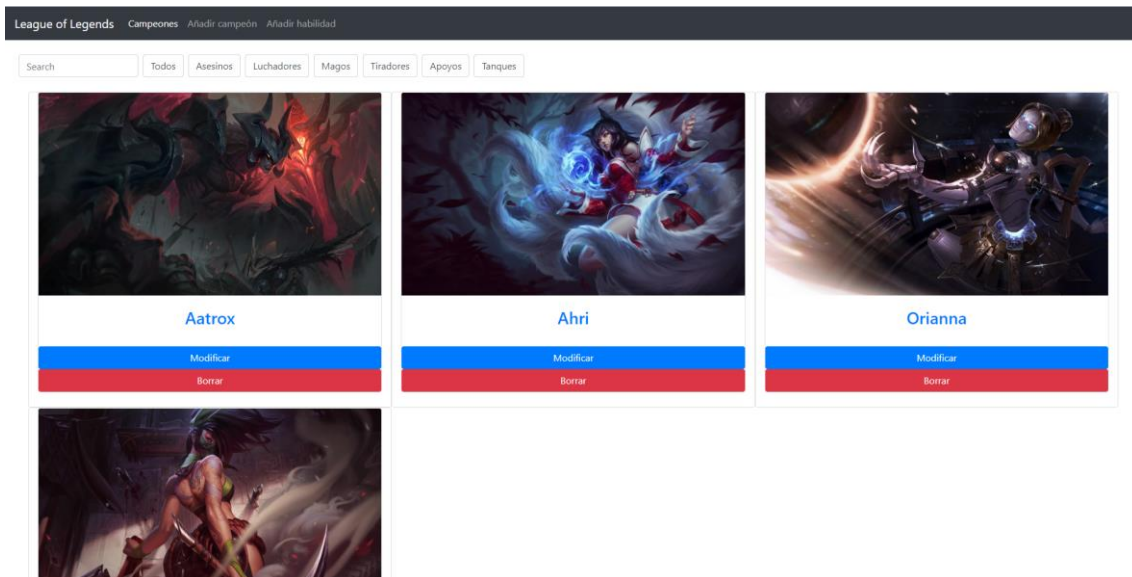 League of Legends Campeones Añadir campeón Añadir habilidad
Search Todos Asesinos Luchadores Magos Tiradores Apoyos Tanques
Aatrox Ahri Orianna
Modificar Modificar Modificar
Borrar Borrar Borrar